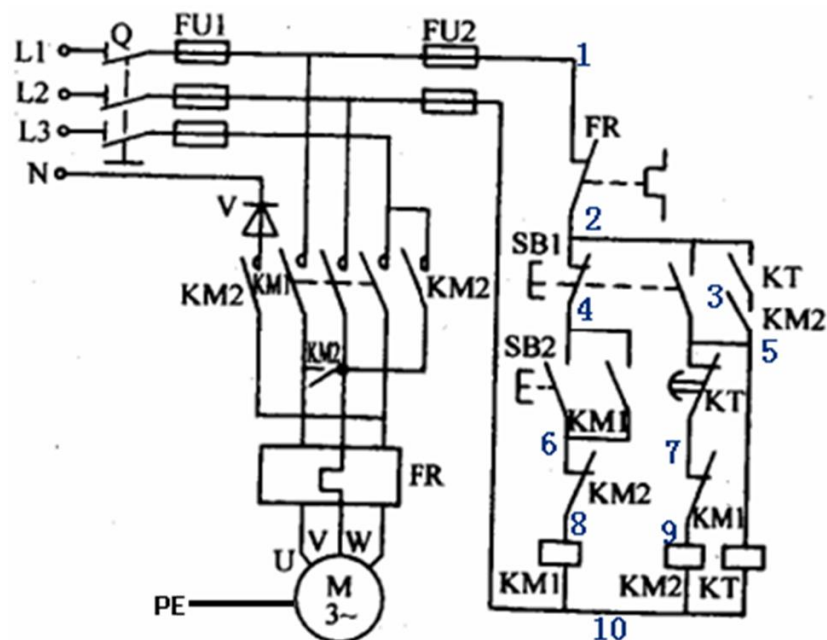 L1 Q FU1 FU2 1
L2
L3
N
FR
V
2
SB1
KM2 KM1 KM2
KT
3
4
KM2
5
SB2
KM2
KM1
KT
6 7
FR
KM2
8
9 KM1
U V W
KM1 KM2 KT
M
3~
PE
10